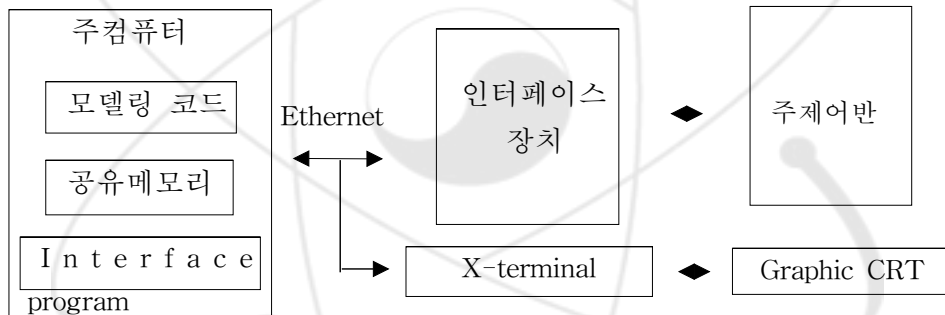 주컴퓨터
모델링 코드
공유메모리
Interface
program
Ethernet
인터페이스
장치
주제어반
X-terminal
Graphic CRT